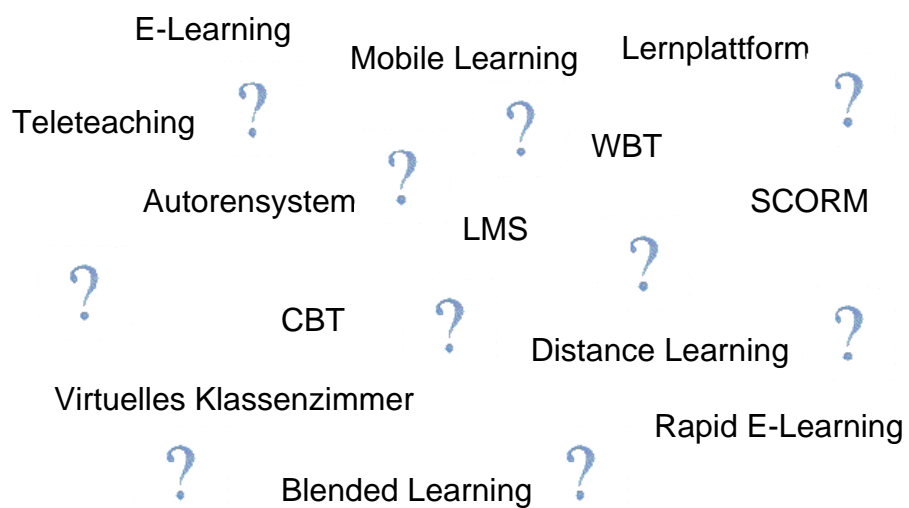 E-Learning
Mobile Learning
Lernplattform
?
?
?
Teleteaching
WBT
?
Autorensystem
SCORM
LMS
?
?
CBT
?
?
Distance Learning
Virtuelles Klassenzimmer
Rapid E-Learning
?
?
Blended Learning